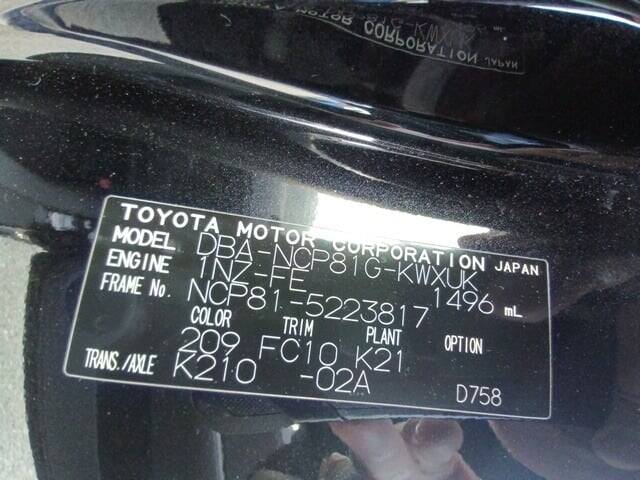 TOYOTA MOTOR CORPORATION JAPAN
MODEL DBA-NCP81G-KWXUK
ENGINE 1NZ-FE 1496 mL
FRAME No. NCP81-5223817
COLOR TRIM PLANT OPTION
209 FC10 K21
TRANS./AXLE K210 -02A
D758